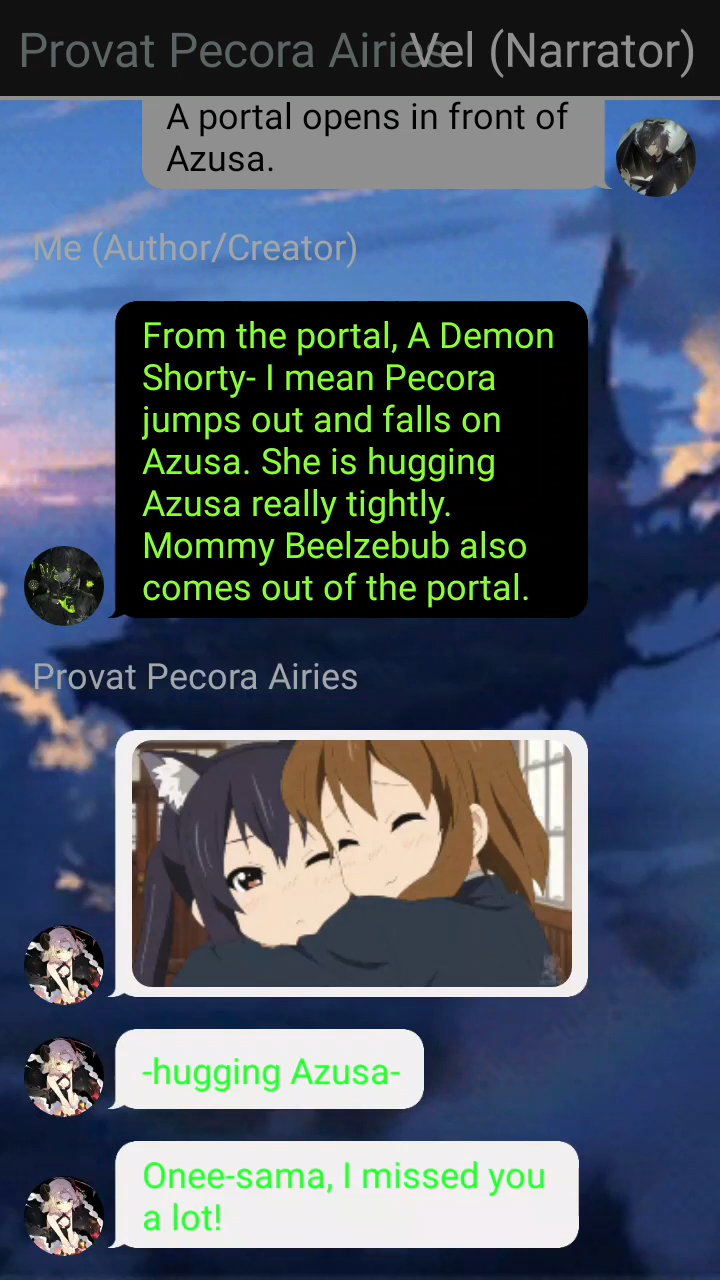 Provat Pecora Airies
Vel (Narrator)
A portal opens in front of
Azusa.
Me (Author/Creator)
From the portal, A Demon
Shorty- I mean Pecora
jumps out and falls on
Azusa. She is hugging
Azusa really tightly.
Mommy Beelzebub also
comes out of the portal.
Provat Pecora Airies
-hugging Azusa-
Onee-sama, I missed you
a lot!